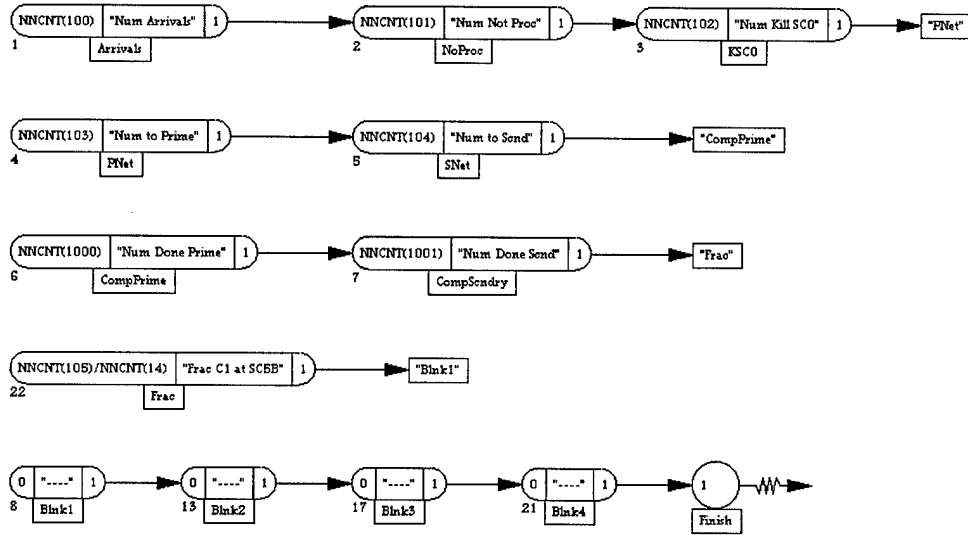 NNCNT(100) "Num Arrivals" 1
1
Arrivals
NNCNT(101) "Num Not Proc" 1
2
NoProc
NNCNT(102) "Num Kill SC0" 1
3
KSC0
"PNet"
NNCNT(103) "Num to Prime" 1
4
PNet
NNCNT(104) "Num to Scnd" 1
5
SNet
"CompPrime"
NNCNT(1000) "Num Done Prime" 1
6
CompPrime
NNCNT(1001) "Num Done Scnd" 1
7
CompScndry
"Frac"
NNCNT(105)/NNCNT(14) "Frac C1 at SC5B" 1
22
Frac
"Blnk1"
0 "----" 1
8
Blnk1
0 "----" 1
13
Blnk2
0 "----" 1
17
Blnk3
0 "----" 1
21
Blnk4
1
Finish